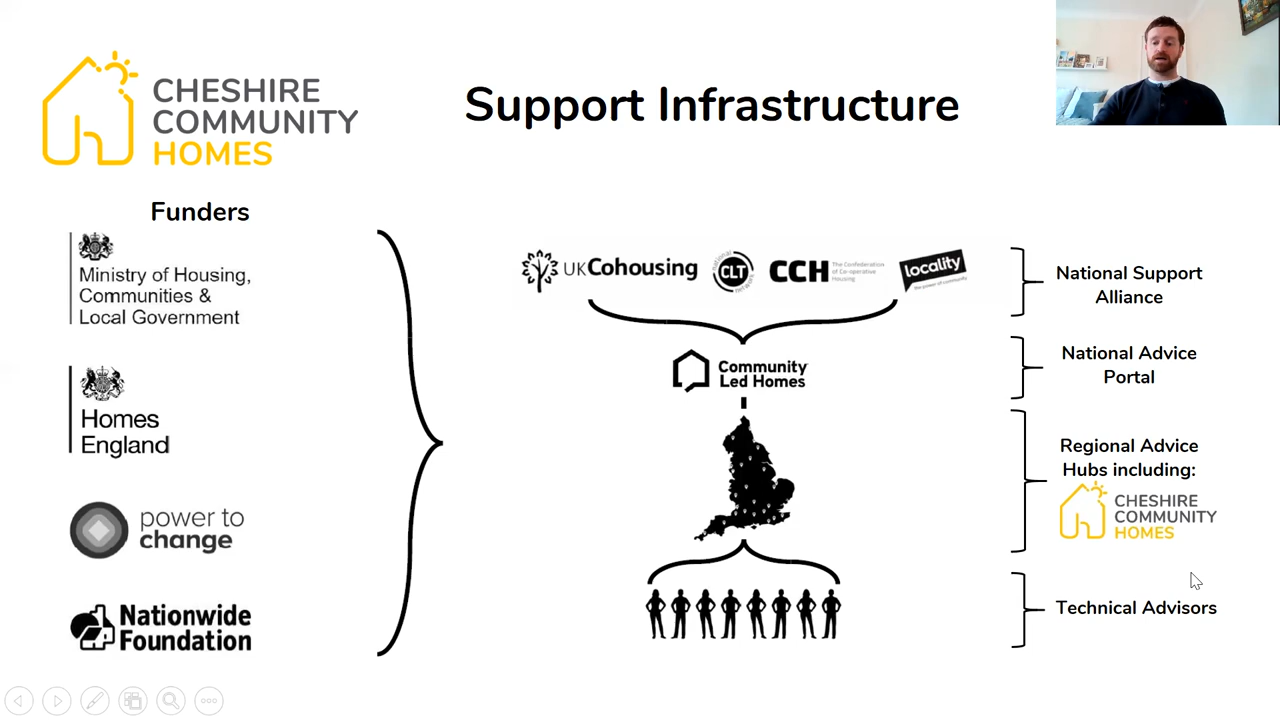 CHESHIRE
COMMUNITY
HOMES
Support Infrastructure
Funders
Ministry of Housing,
Communities &
Local Government
Homes
England
power to
change
Nationwide
Foundation
UKCohousing
national
CLT
network
CCH
The Confederation
of Co-operative
Housing
locality
the power of community
Community
Led Homes
National Support
Alliance
National Advice
Portal
Regional Advice
Hubs including:
CHESHIRE
COMMUNITY
HOMES
Technical Advisors